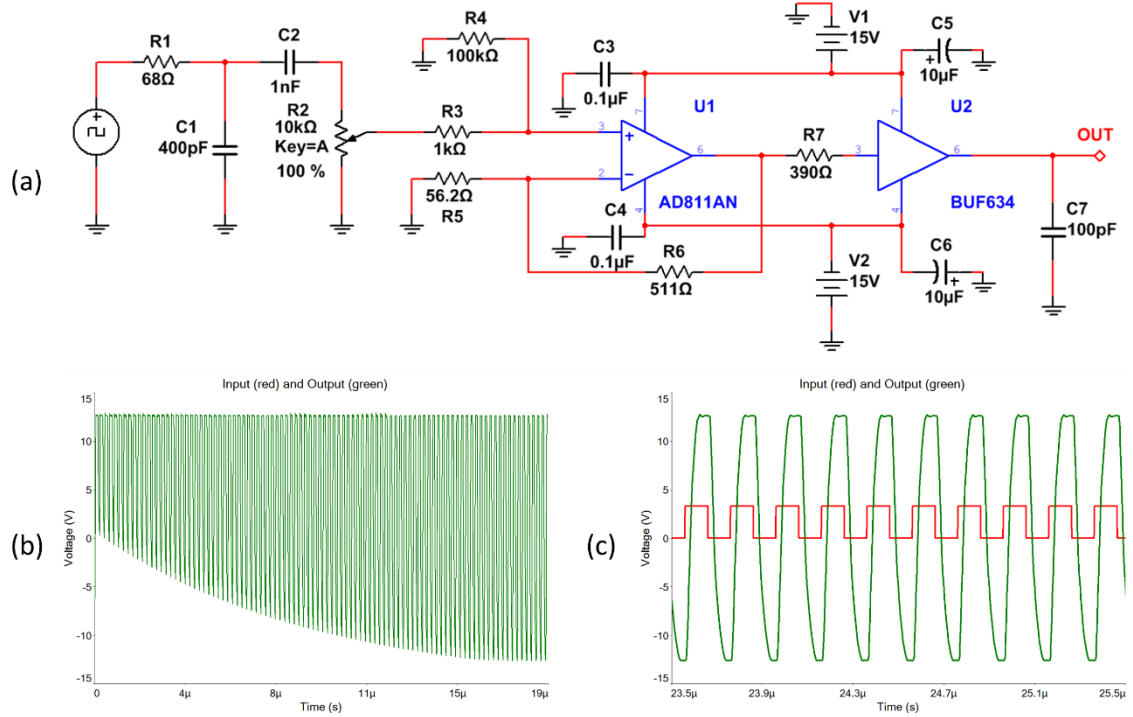 (a)
R1
68Ω
C1
400pF
C2
1nF
R2
10kΩ
Key=A
100 %
R4
100kΩ
R3
1kΩ
56.2Ω
R5
C3
0.1µF
C4
0.1µF
3
2
7
4
6
+
−
U1
AD811AN
R6
511Ω
R7
390Ω
V1
15V
V2
15V
C5
+
10µF
C6
+
10µF
3
7
4
6
U2
BUF634
OUT
C7
100pF
(b)
Input (red) and Output (green)
Voltage (V)
15
10
5
0
-5
-10
-15
0
4µ
8µ
11µ
15µ
19µ
Time (s)
(c)
Input (red) and Output (green)
Voltage (V)
15
10
5
0
-5
-10
-15
23.5µ
23.9µ
24.3µ
24.7µ
25.1µ
25.5µ
Time (s)